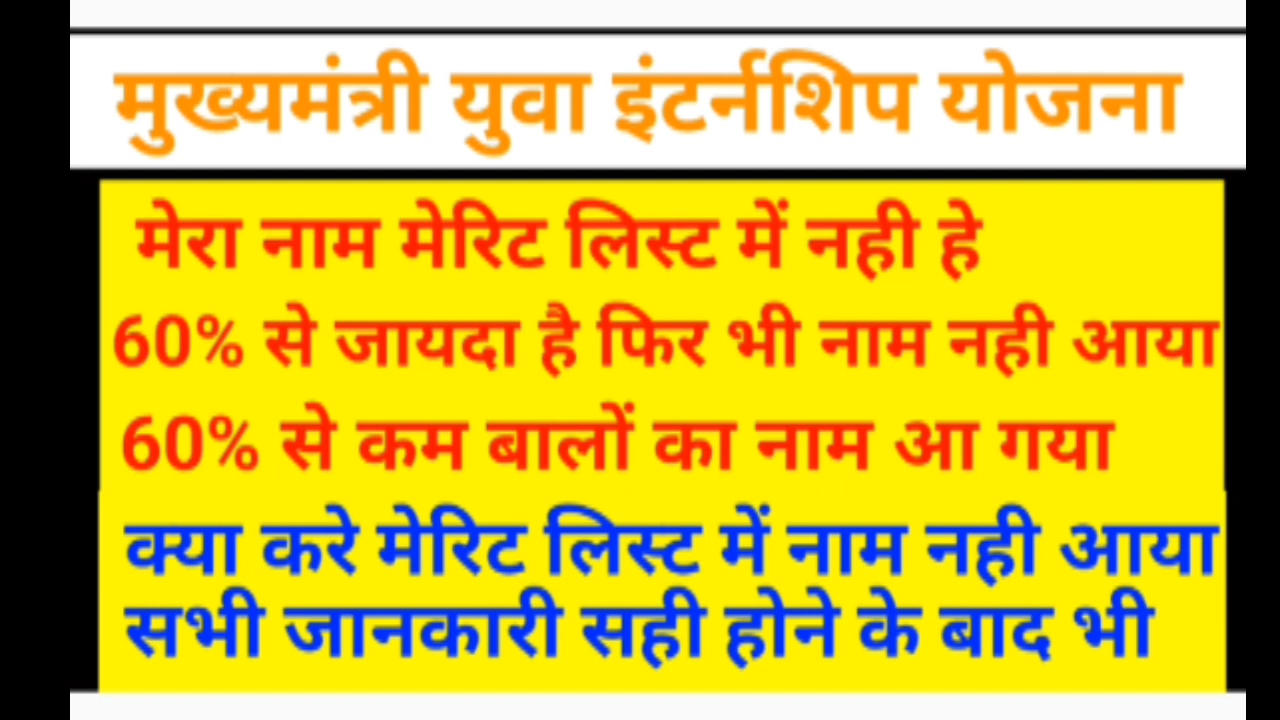 मुख्यमंत्री युवा इंटर्नशिप योजना
मेरा नाम मेरिट लिस्ट में नही हे
60% से जायदा है फिर भी नाम नही आया
60% से कम बालों का नाम आ गया
क्या करे मेरिट लिस्ट में नाम नही आया
सभी जानकारी सही होने के बाद भी